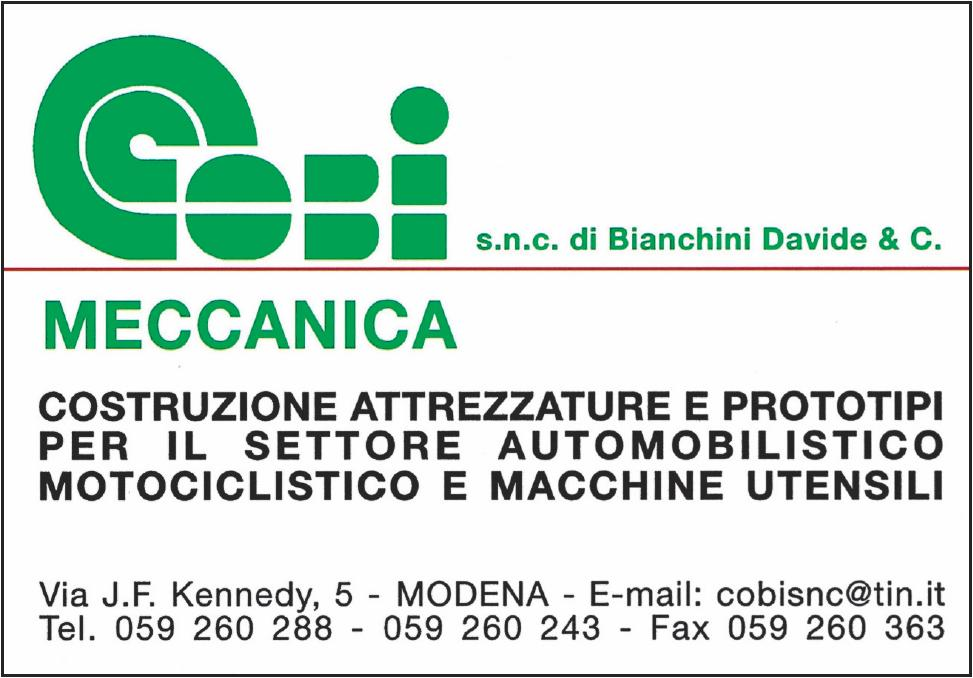 Cobi
s.n.c. di Bianchini Davide & C.
MECCANICA
COSTRUZIONE ATTREZZATURE E PROTOTIPI
PER IL SETTORE AUTOMOBILISTICO
MOTOCICLISTICO E MACCHINE UTENSILI
Via J.F. Kennedy, 5 - MODENA - E-mail: cobisnc@tin.it
Tel. 059 260 288 - 059 260 243 - Fax 059 260 363